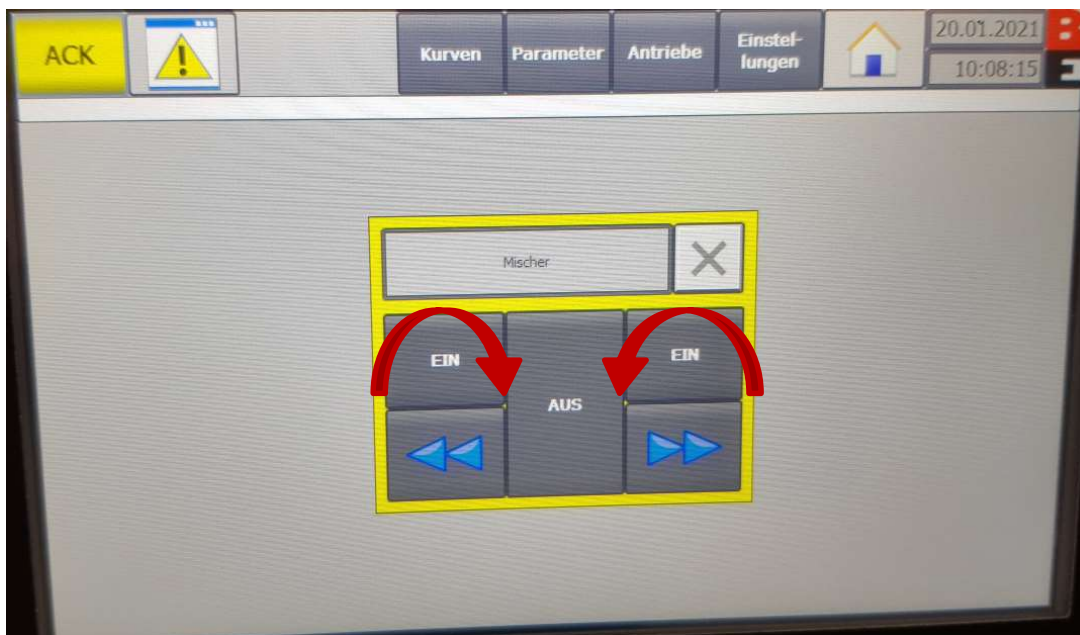 ACK
Kurven
Parameter
Antriebe
Einstel-
lungen
20.01.2021
10:08:15
Mischer
EIN
EIN
AUS